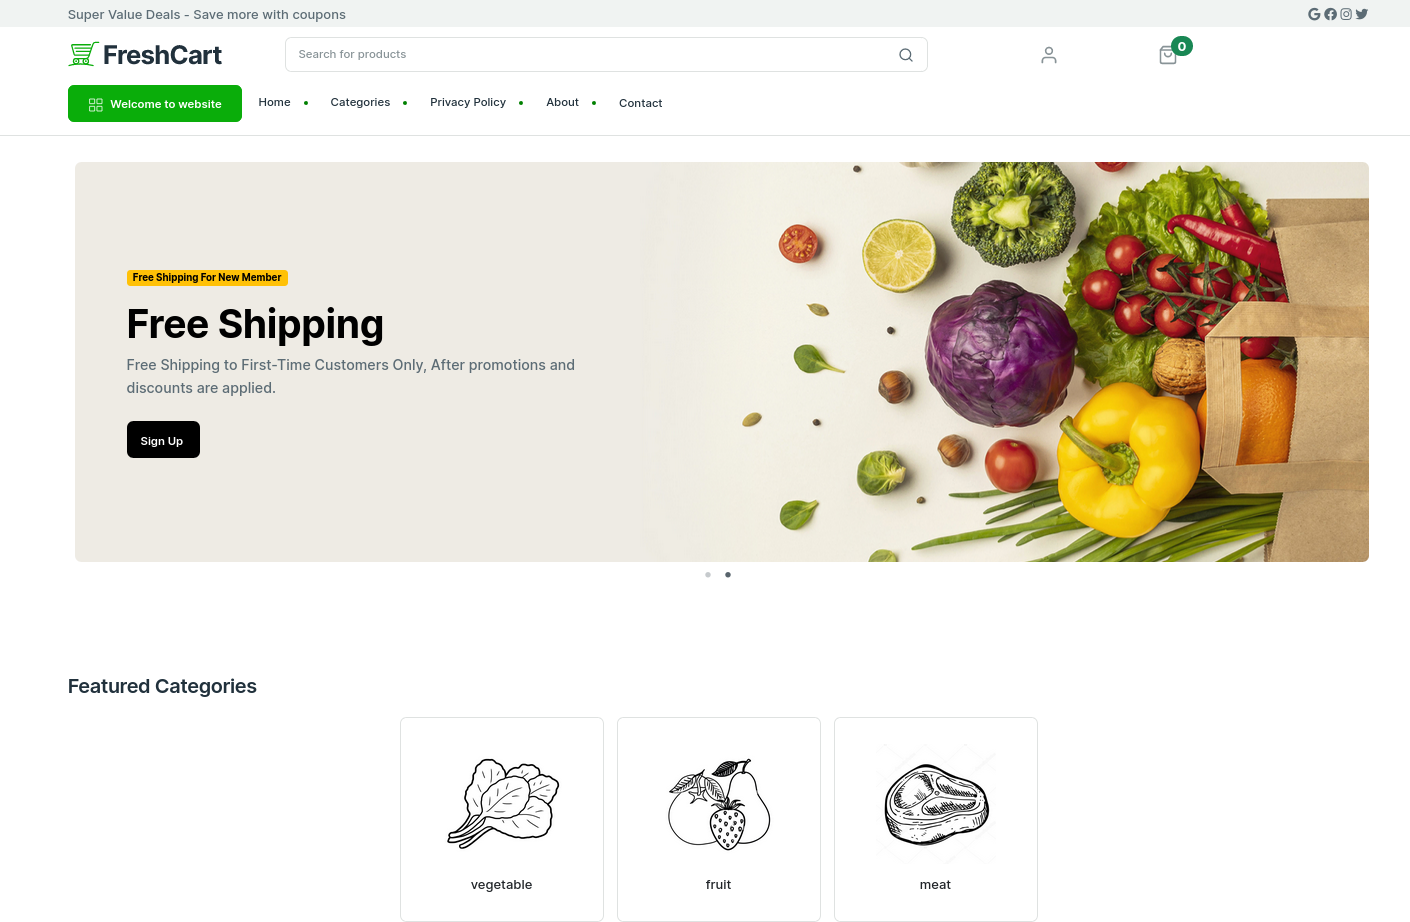 Super Value Deals - Save more with coupons
FreshCart
Search for products
0
Welcome to website
Home
Categories
Privacy Policy
About
Contact
Free Shipping For New Member
Free Shipping
Free Shipping to First-Time Customers Only, After promotions and
discounts are applied.
Sign Up
Featured Categories
vegetable
fruit
meat